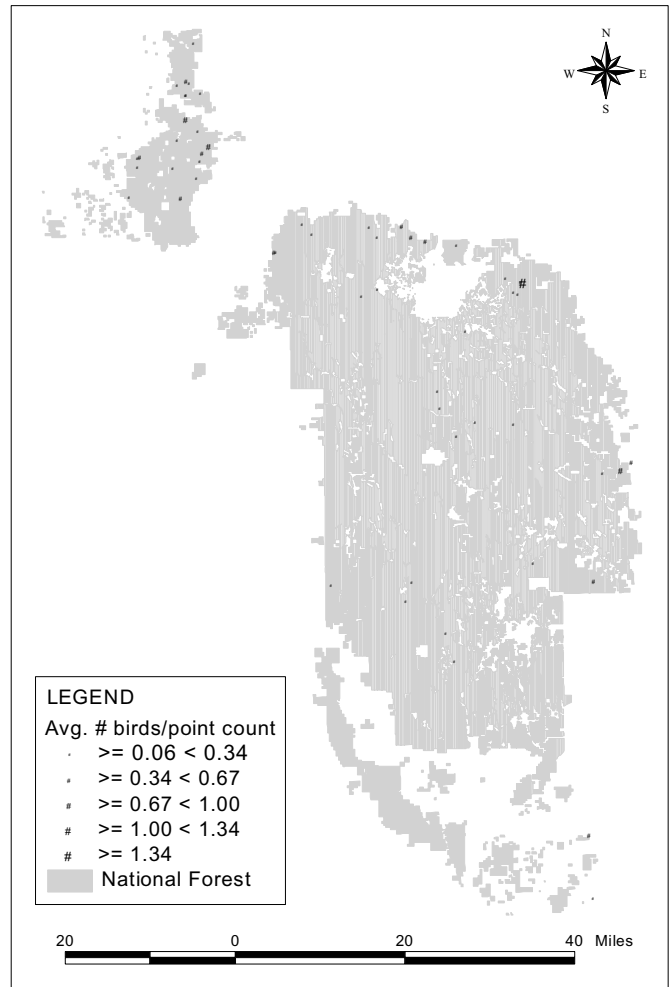 N
W E
S
LEGEND
Avg. # birds/point count
>= 0.06 < 0.34
>= 0.34 < 0.67
>= 0.67 < 1.00
# >= 1.00 < 1.34
# >= 1.34
National Forest
20 0 20 40 Miles